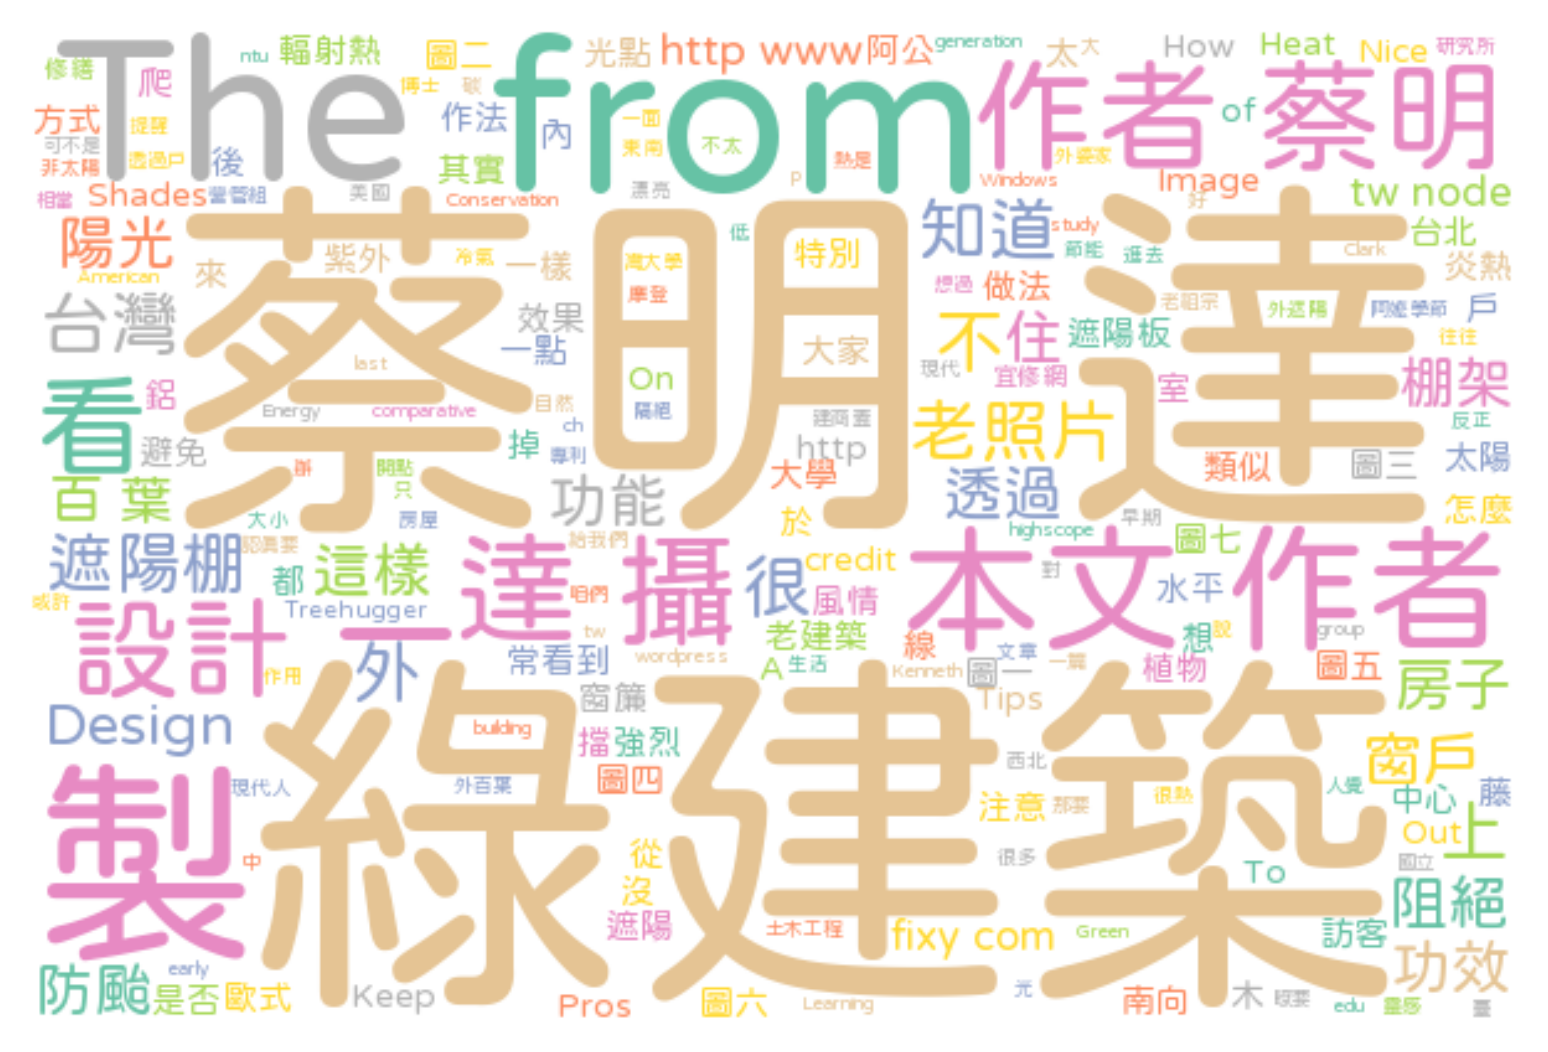 The from
作者 蔡明
蔡明達
綠建築
本文作者
一達 攝
設計
製
看
ntu
輻射熱
圖二
光點
http www
阿公
generation
太
大
How
Heat
Nice
研究所
修繕
爬
博士
碳
作法
內
一面
東南
不太
熱是
of
外婆家
方式
提醒
可不是
非太陽
透過戶
後
其實
相當
Shades
營管組
美國
Conservation
漂亮
P
Windows
Image
好
tw node
陽光
紫外
冷氣
一樣
低
特別
知道
study
節能
進去
Clark
台北
American
來
摩登
想過
做法
老祖宗
炎熱
台灣
效果
一點
大家
不住
遮陽板
外遮陽
阿嬤
學節
戶
往往
last
現代
宜修網
室
棚架
鋁
On
隔絕
Energy
comparative
自然
ch
建商蓋
老照片
反正
避免
掉
專利
http
大學
類似
圖三
太陽
辦
開點
只
百葉
功能
透過
大小
房屋
於
早期
怎麼
遮陽棚
認真要
給我們
highscope
圖七
都
這樣
很
credit
對
水平
或許
Treehugger
咱們
風情
tw
老建築
線
想
說
group
外
常看到
wordpress
A
生活
Kenneth
圖一
文章
一篇
植物
圖五
房子
作用
窗簾
Tips
Design
building
擋
強烈
西北
窗戶
現代人
外百葉
圖四
注意
那要
很熱
人覺
中心
藤
中
從
很多
Out
上
國立
沒
To
阻絕
遮陽
土木工程
fixy com
Green
訪客
功效
防颱
early
是否
歐式
Keep
Pros
圖六
Learning
元
南向
木
edu
臺